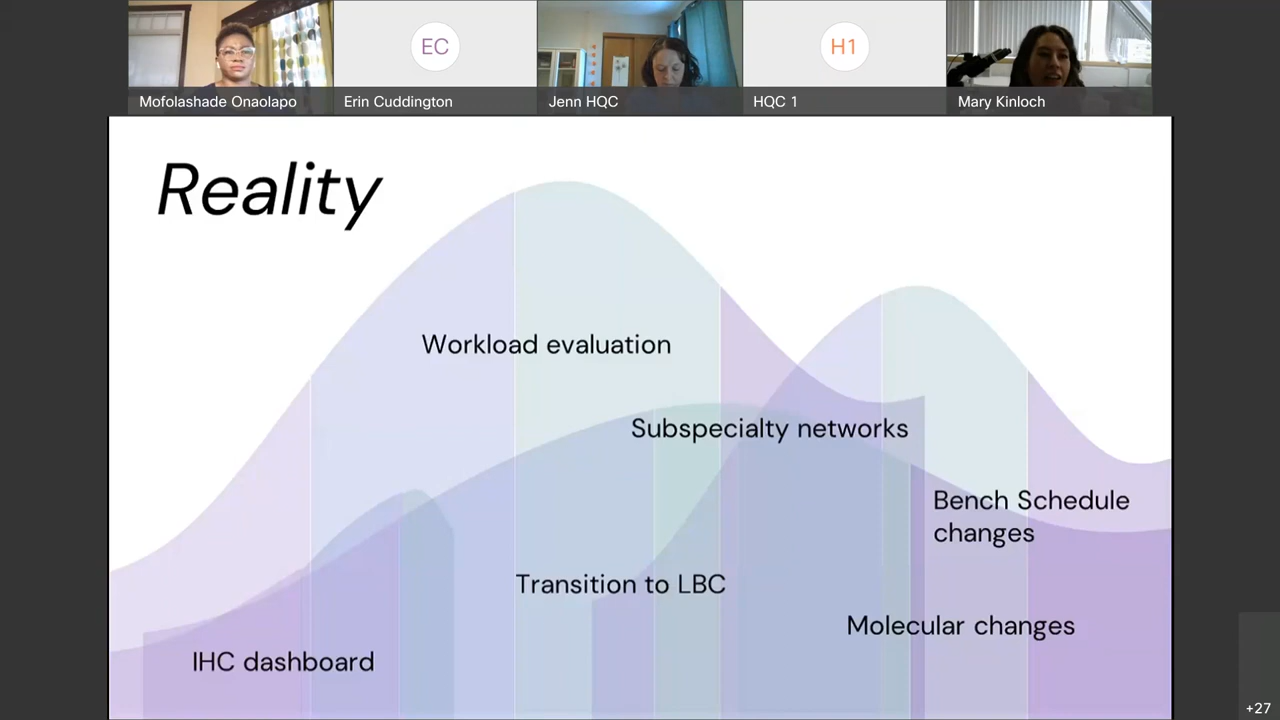 EC
H1
Mofolashade Onaolapo
Erin Cuddington
Jenn HQC
HQC 1
Mary Kinloch
Reality
Workload evaluation
Subspecialty networks
Bench Schedule
changes
Transition to LBC
Molecular changes
IHC dashboard
+27